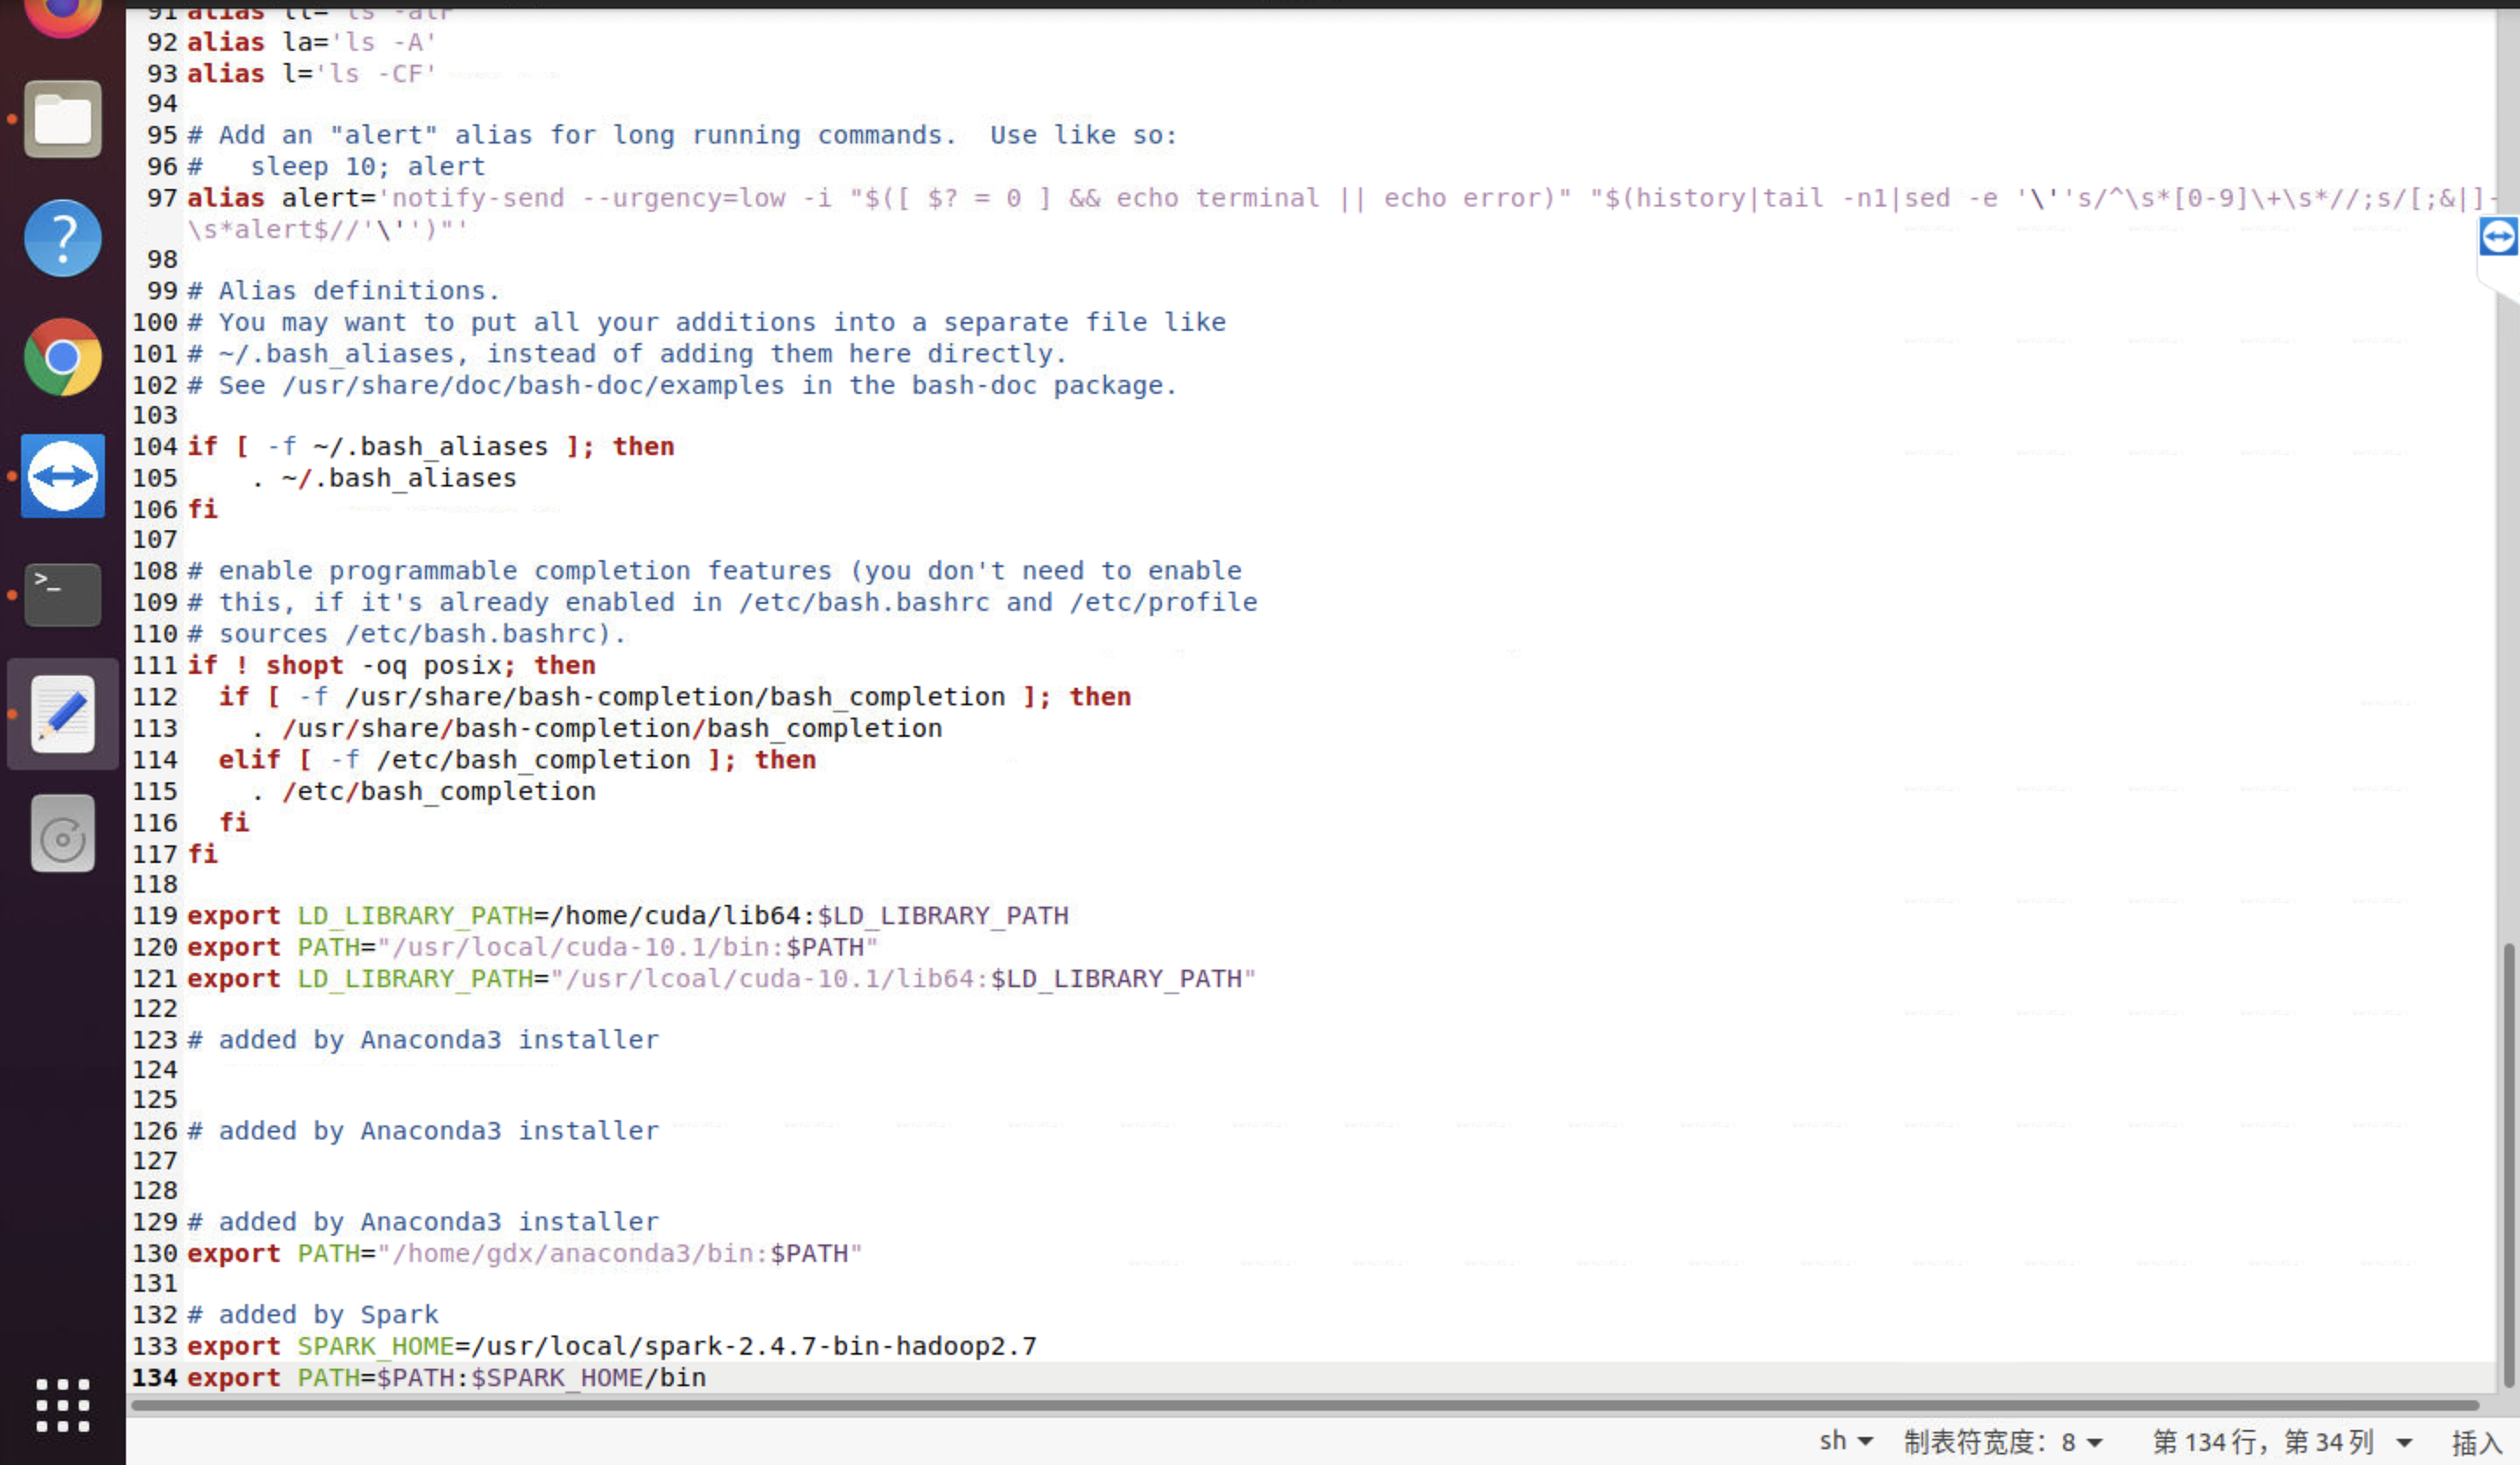 92 alias la='ls -A'
93 alias l='ls -CF'
94
95 # Add an "alert" alias for long running commands.  Use like so:
96 #   sleep 10; alert
97 alias alert='notify-send --urgency=low -i "$([ $? = 0 ] && echo terminal || echo error)" "$(history|tail -n1|sed -e '\''s/^\s*[0-9]\+\s*//;s/[;&|]
\s*alert$//'\'')"'
98
99 # Alias definitions.
100 # You may want to put all your additions into a separate file like
101 # ~/.bash_aliases, instead of adding them here directly.
102 # See /usr/share/doc/bash-doc/examples in the bash-doc package.
103
104 if [ -f ~/.bash_aliases ]; then
105     . ~/.bash_aliases
106 fi
107
108 # enable programmable completion features (you don't need to enable
109 # this, if it's already enabled in /etc/bash.bashrc and /etc/profile
110 # sources /etc/bash.bashrc).
111 if ! shopt -oq posix; then
112   if [ -f /usr/share/bash-completion/bash_completion ]; then
113     . /usr/share/bash-completion/bash_completion
114   elif [ -f /etc/bash_completion ]; then
115     . /etc/bash_completion
116   fi
117 fi
118
119 export LD_LIBRARY_PATH=/home/cuda/lib64:$LD_LIBRARY_PATH
120 export PATH="/usr/local/cuda-10.1/bin:$PATH"
121 export LD_LIBRARY_PATH="/usr/lcoal/cuda-10.1/lib64:$LD_LIBRARY_PATH"
122
123 # added by Anaconda3 installer
124
125
126 # added by Anaconda3 installer
127
128
129 # added by Anaconda3 installer
130 export PATH="/home/gdx/anaconda3/bin:$PATH"
131
132 # added by Spark
133 export SPARK_HOME=/usr/local/spark-2.4.7-bin-hadoop2.7
134 export PATH=$PATH:$SPARK_HOME/bin
sh 制表符宽度：8 第 134 行，第 34 列 插入